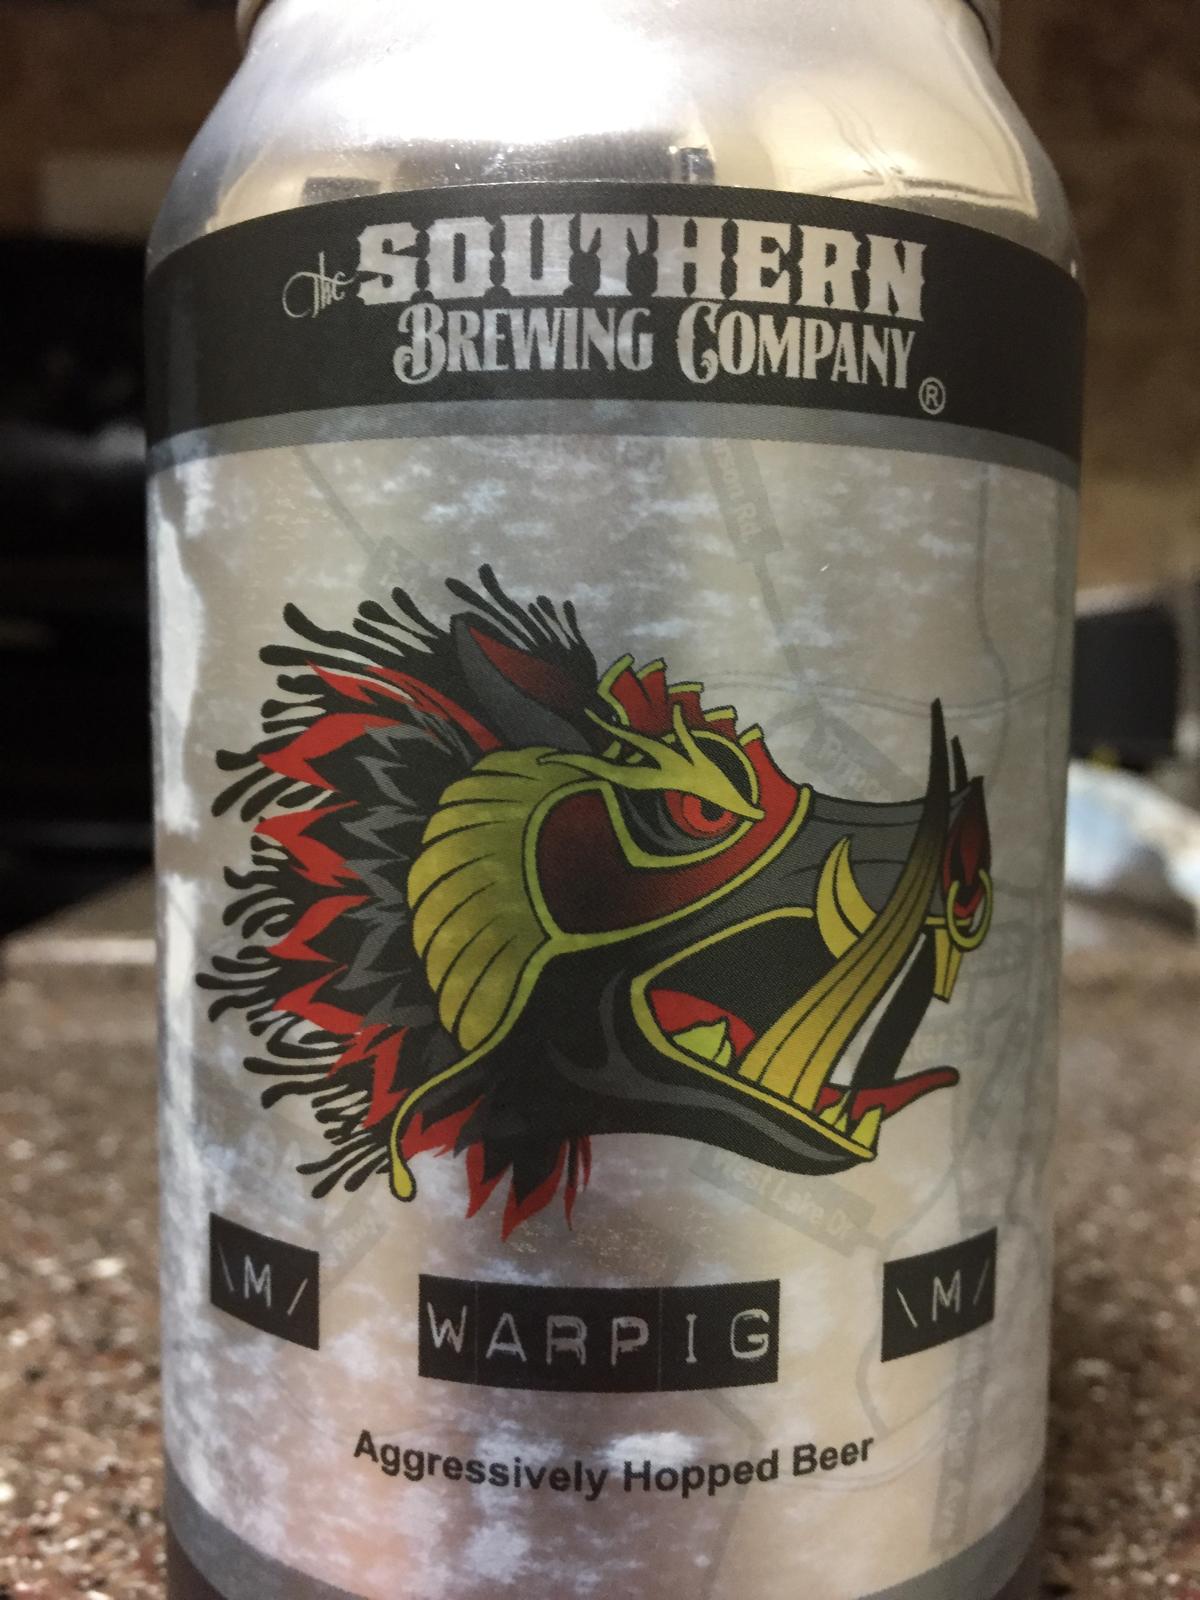 The SOUTHERN
BREWING COMPANY ®
West Lake Dr
\M/ WARPIG \M/
Aggressively Hopped Beer